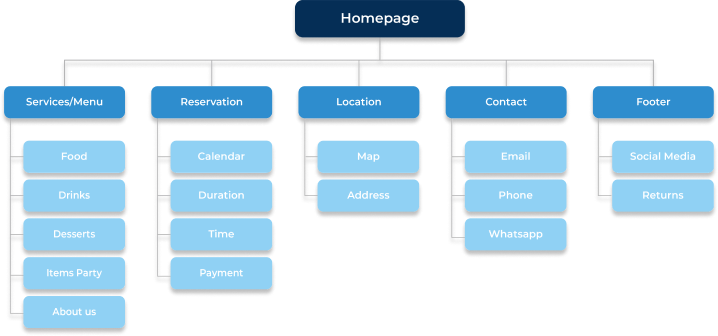 Homepage
Services/Menu
Food
Drinks
Desserts
Items Party
About us
Reservation
Calendar
Duration
Time
Payment
Location
Map
Address
Contact
Email
Phone
Whatsapp
Footer
Social Media
Returns